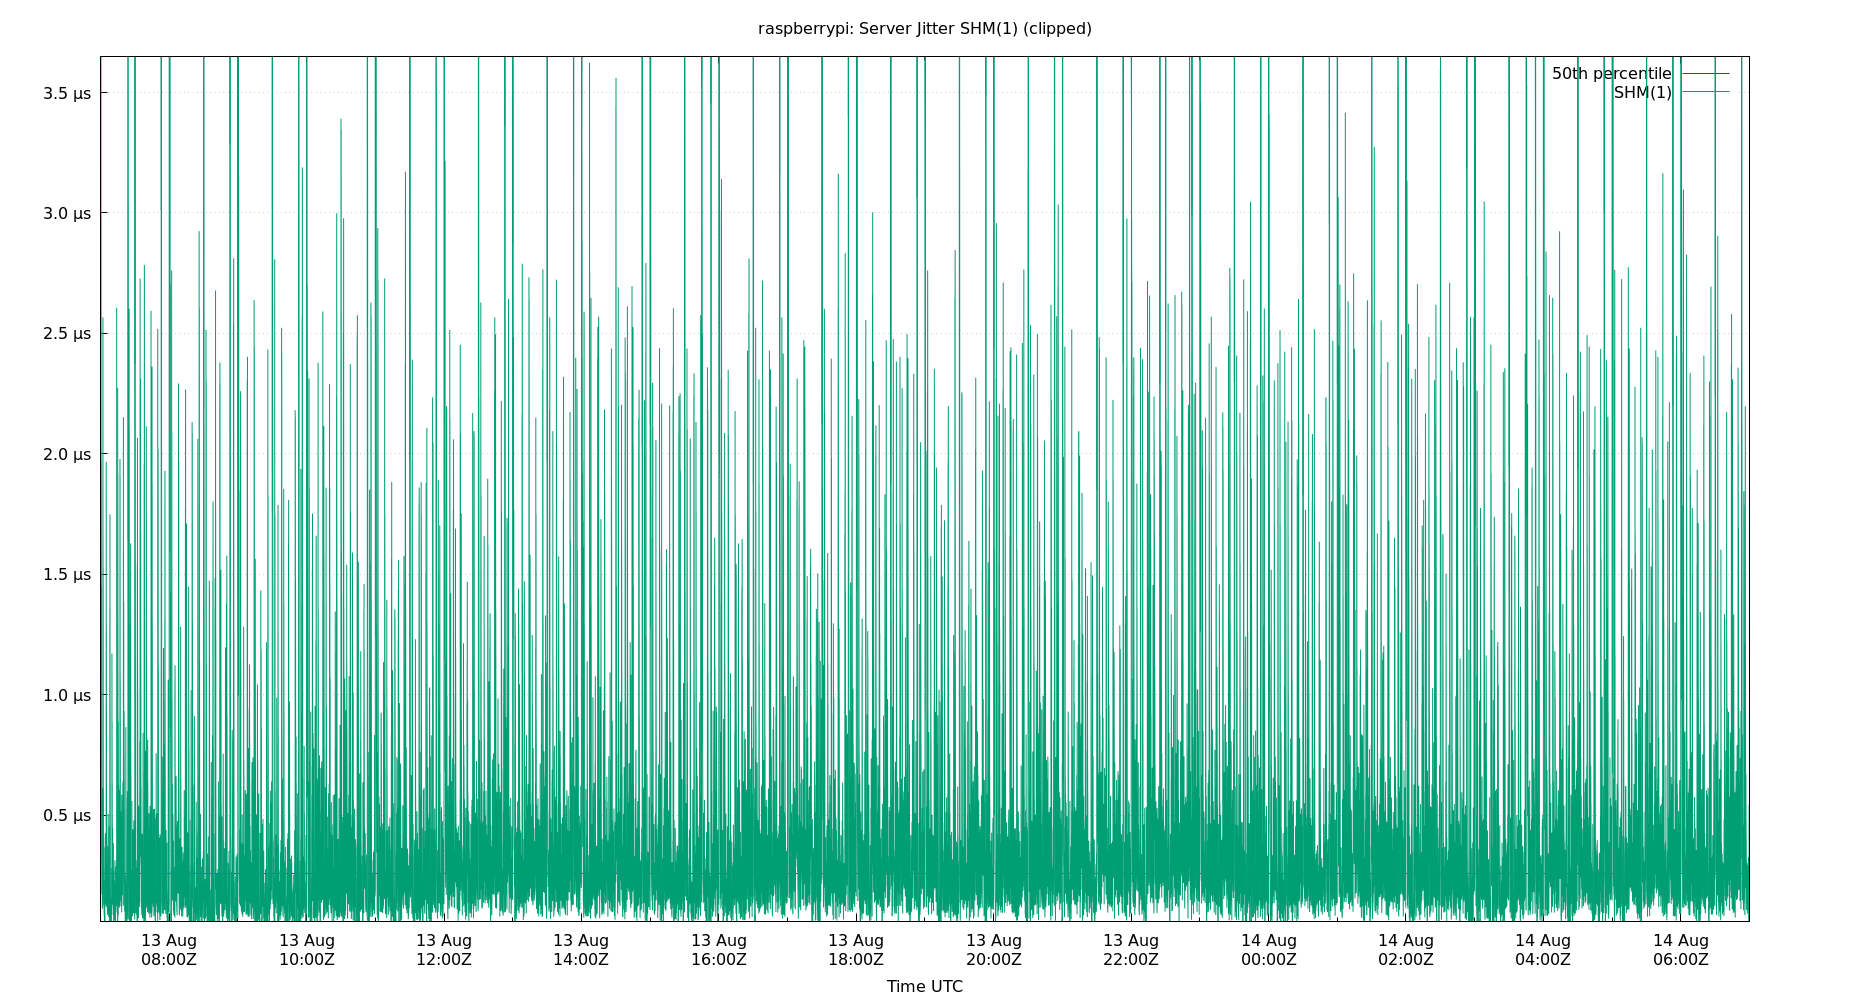 raspberrypi: Server Jitter SHM(1) (clipped)
50th percentile
SHM(1)
3.5 μs
3.0 μs
2.5 μs
2.0 μs
1.5 μs
1.0 μs
0.5 μs
13 Aug 13 Aug 13 Aug 13 Aug 13 Aug 13 Aug 13 Aug 13 Aug 14 Aug 14 Aug 14 Aug 14 Aug
08:00Z 10:00Z 12:00Z 14:00Z 16:00Z 18:00Z 20:00Z 22:00Z 00:00Z 02:00Z 04:00Z 06:00Z
Time UTC